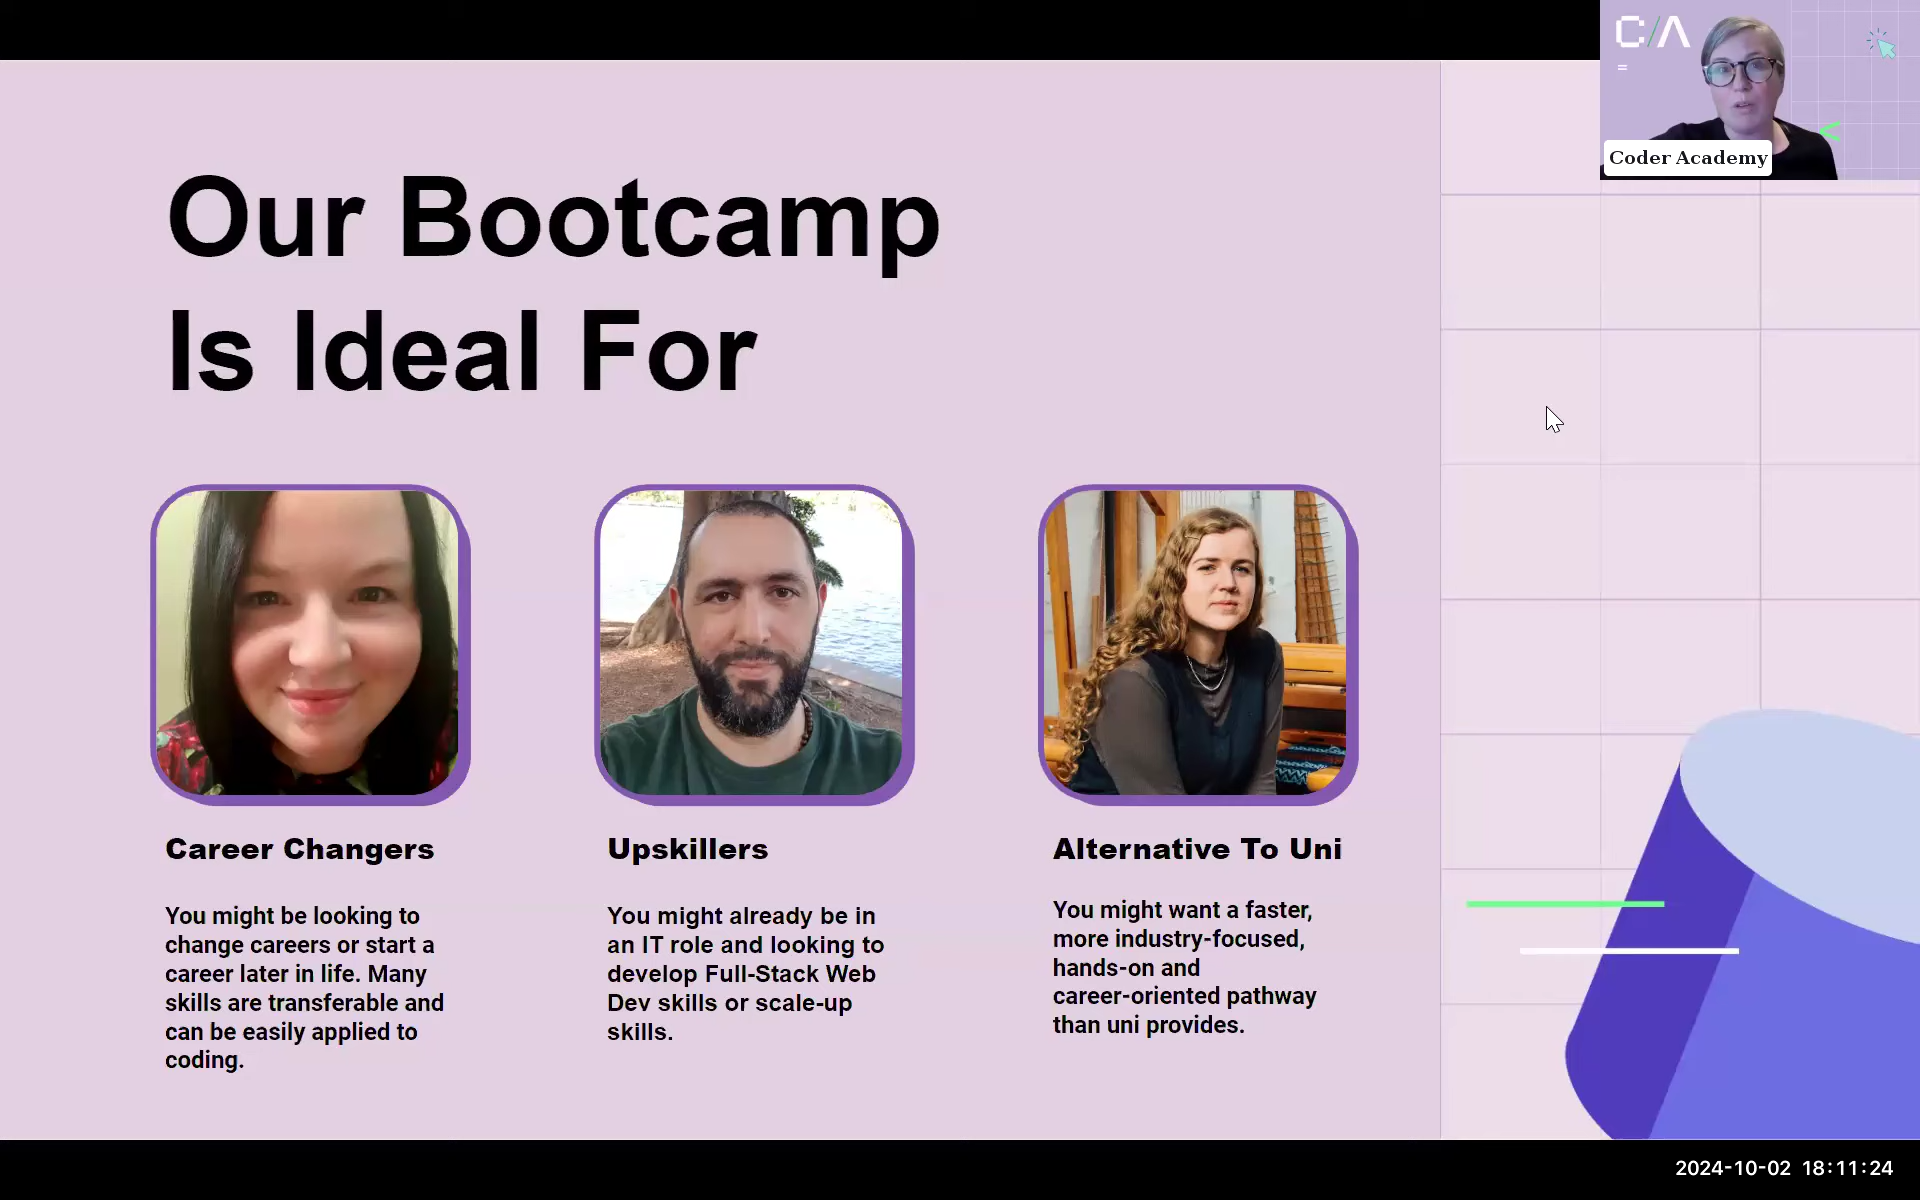 C/Λ
=
<
Coder Academy
Our Bootcamp
Is Ideal For
Career Changers
You might be looking to
change careers or start a
career later in life. Many
skills are transferable and
can be easily applied to
coding.
Upskillers
You might already be in
an IT role and looking to
develop Full-Stack Web
Dev skills or scale-up
skills.
Alternative To Uni
You might want a faster,
more industry-focused,
hands-on and
career-oriented pathway
than uni provides.
2024-10-02 18:11:24